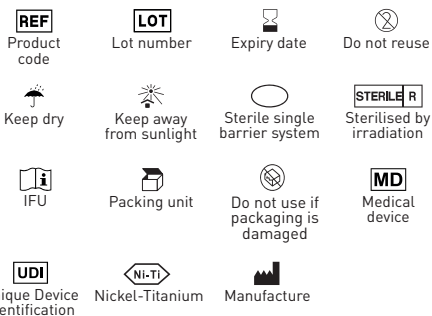 REF
LOT
Product
code
Lot number
Expiry date
Do not reuse
STERILE R
Keep dry
Keep away
from sunlight
Sterile single
barrier system
Sterilised by
irradiation
i
MD
IFU
Packing unit
Do not use if
packaging is
damaged
Medical
device
UDI
Ni-Ti
ique Device
entification
Nickel-Titanium
Manufacture